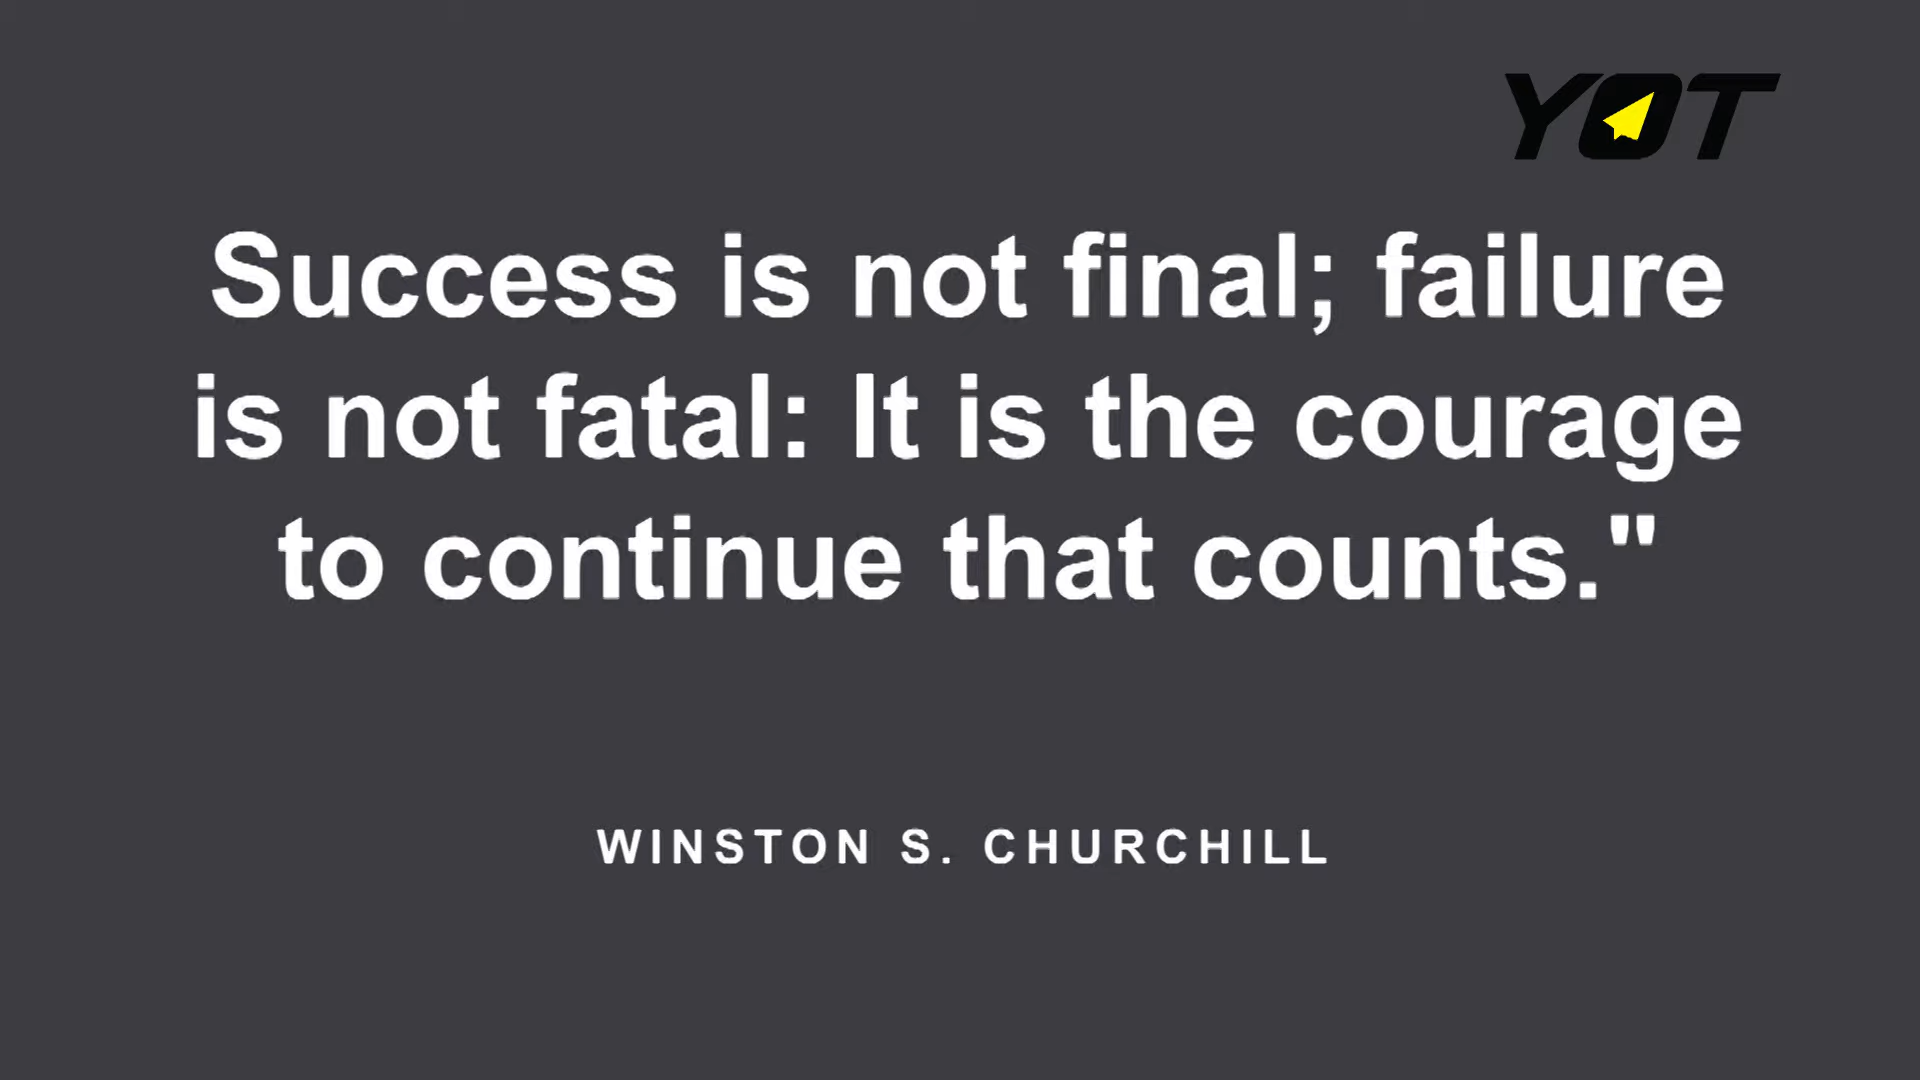 YOT
Success is not final; failure
is not fatal: It is the courage
to continue that counts."
WINSTON S. CHURCHILL